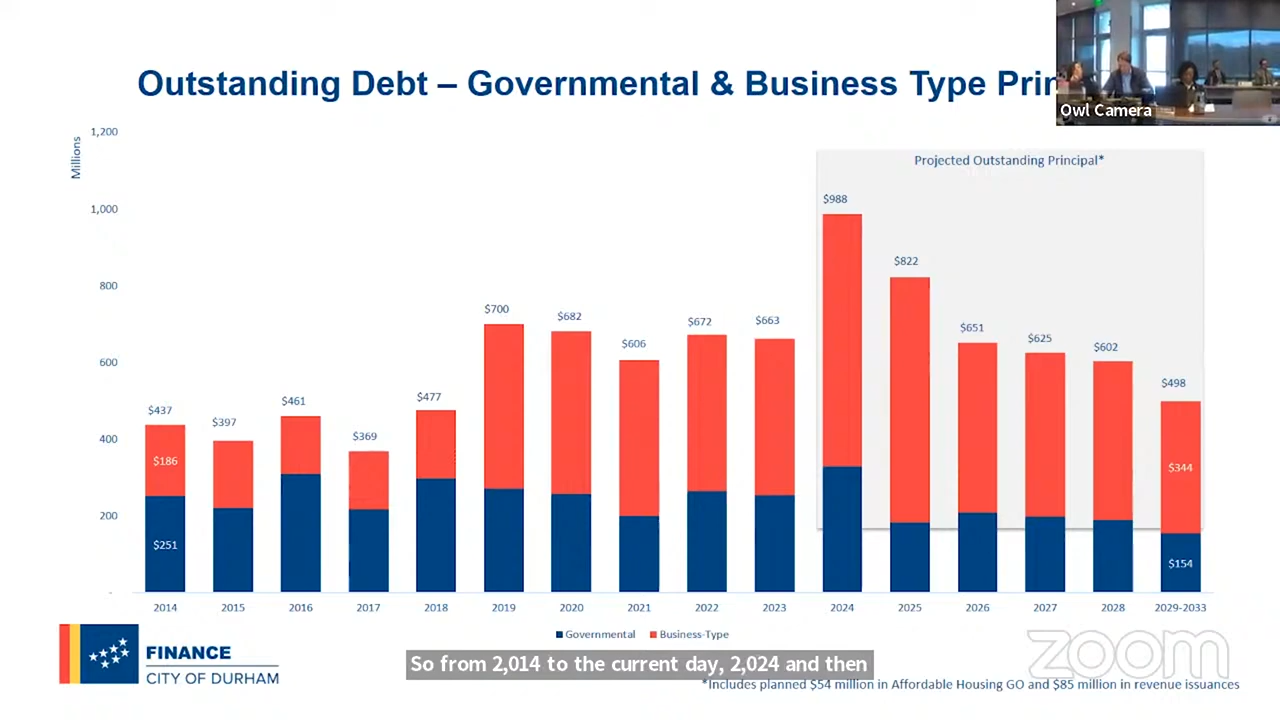 Outstanding Debt – Governmental & Business Type Prin
Owl Camera
Millions
1,200
1,000
800
600
400
200
-
Projected Outstanding Principal*
$437
$397
$461
$369
$477
$700
$682
$606
$672
$663
$988
$822
$651
$625
$602
$498
$186
$251
$344
$154
2014 2015 2016 2017 2018 2019 2020 2021 2022 2023 2024 2025 2026 2027 2028 2029-2033
Governmental Business-Type
FINANCE
CITY OF DURHAM
So from 2,014 to the current day, 2,024 and then
zoom
*Includes planned $54 million in Affordable Housing GO and $85 million in revenue issuances